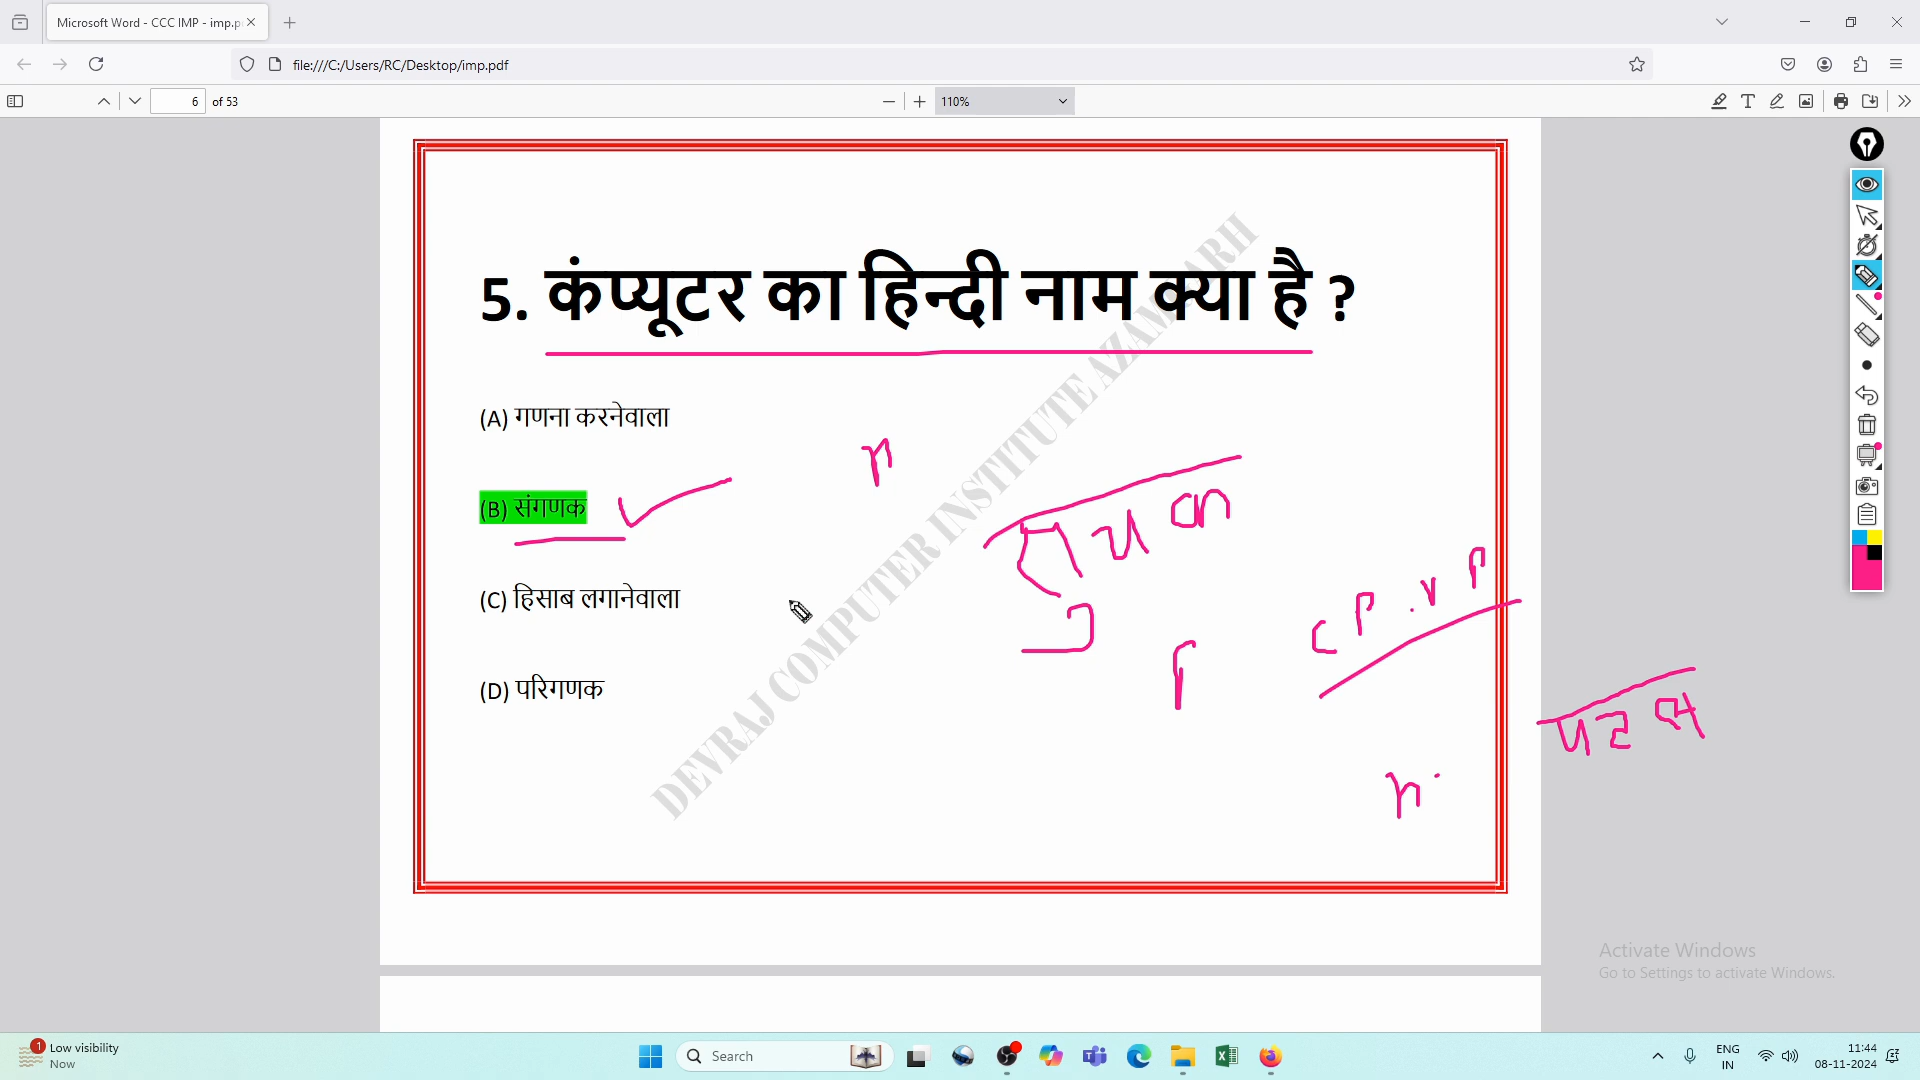 Microsoft Word - CCC IMP - imp.p
file:///C:/Users/RC/Desktop/imp.pdf
6 of 53
110%
5. कंप्यूटर का हिन्दी नाम क्या है ?
(A) गणना करनेवाला
(B) संगणक
(C) हिसाब लगानेवाला
(D) परिगणक
DEVRAJ COMPUTER INSTITUTE AZAMGARH
Activate Windows
Go to Settings to activate Windows.
1
Low visibility
Now
Search
ENG
IN
11:44
08-11-2024